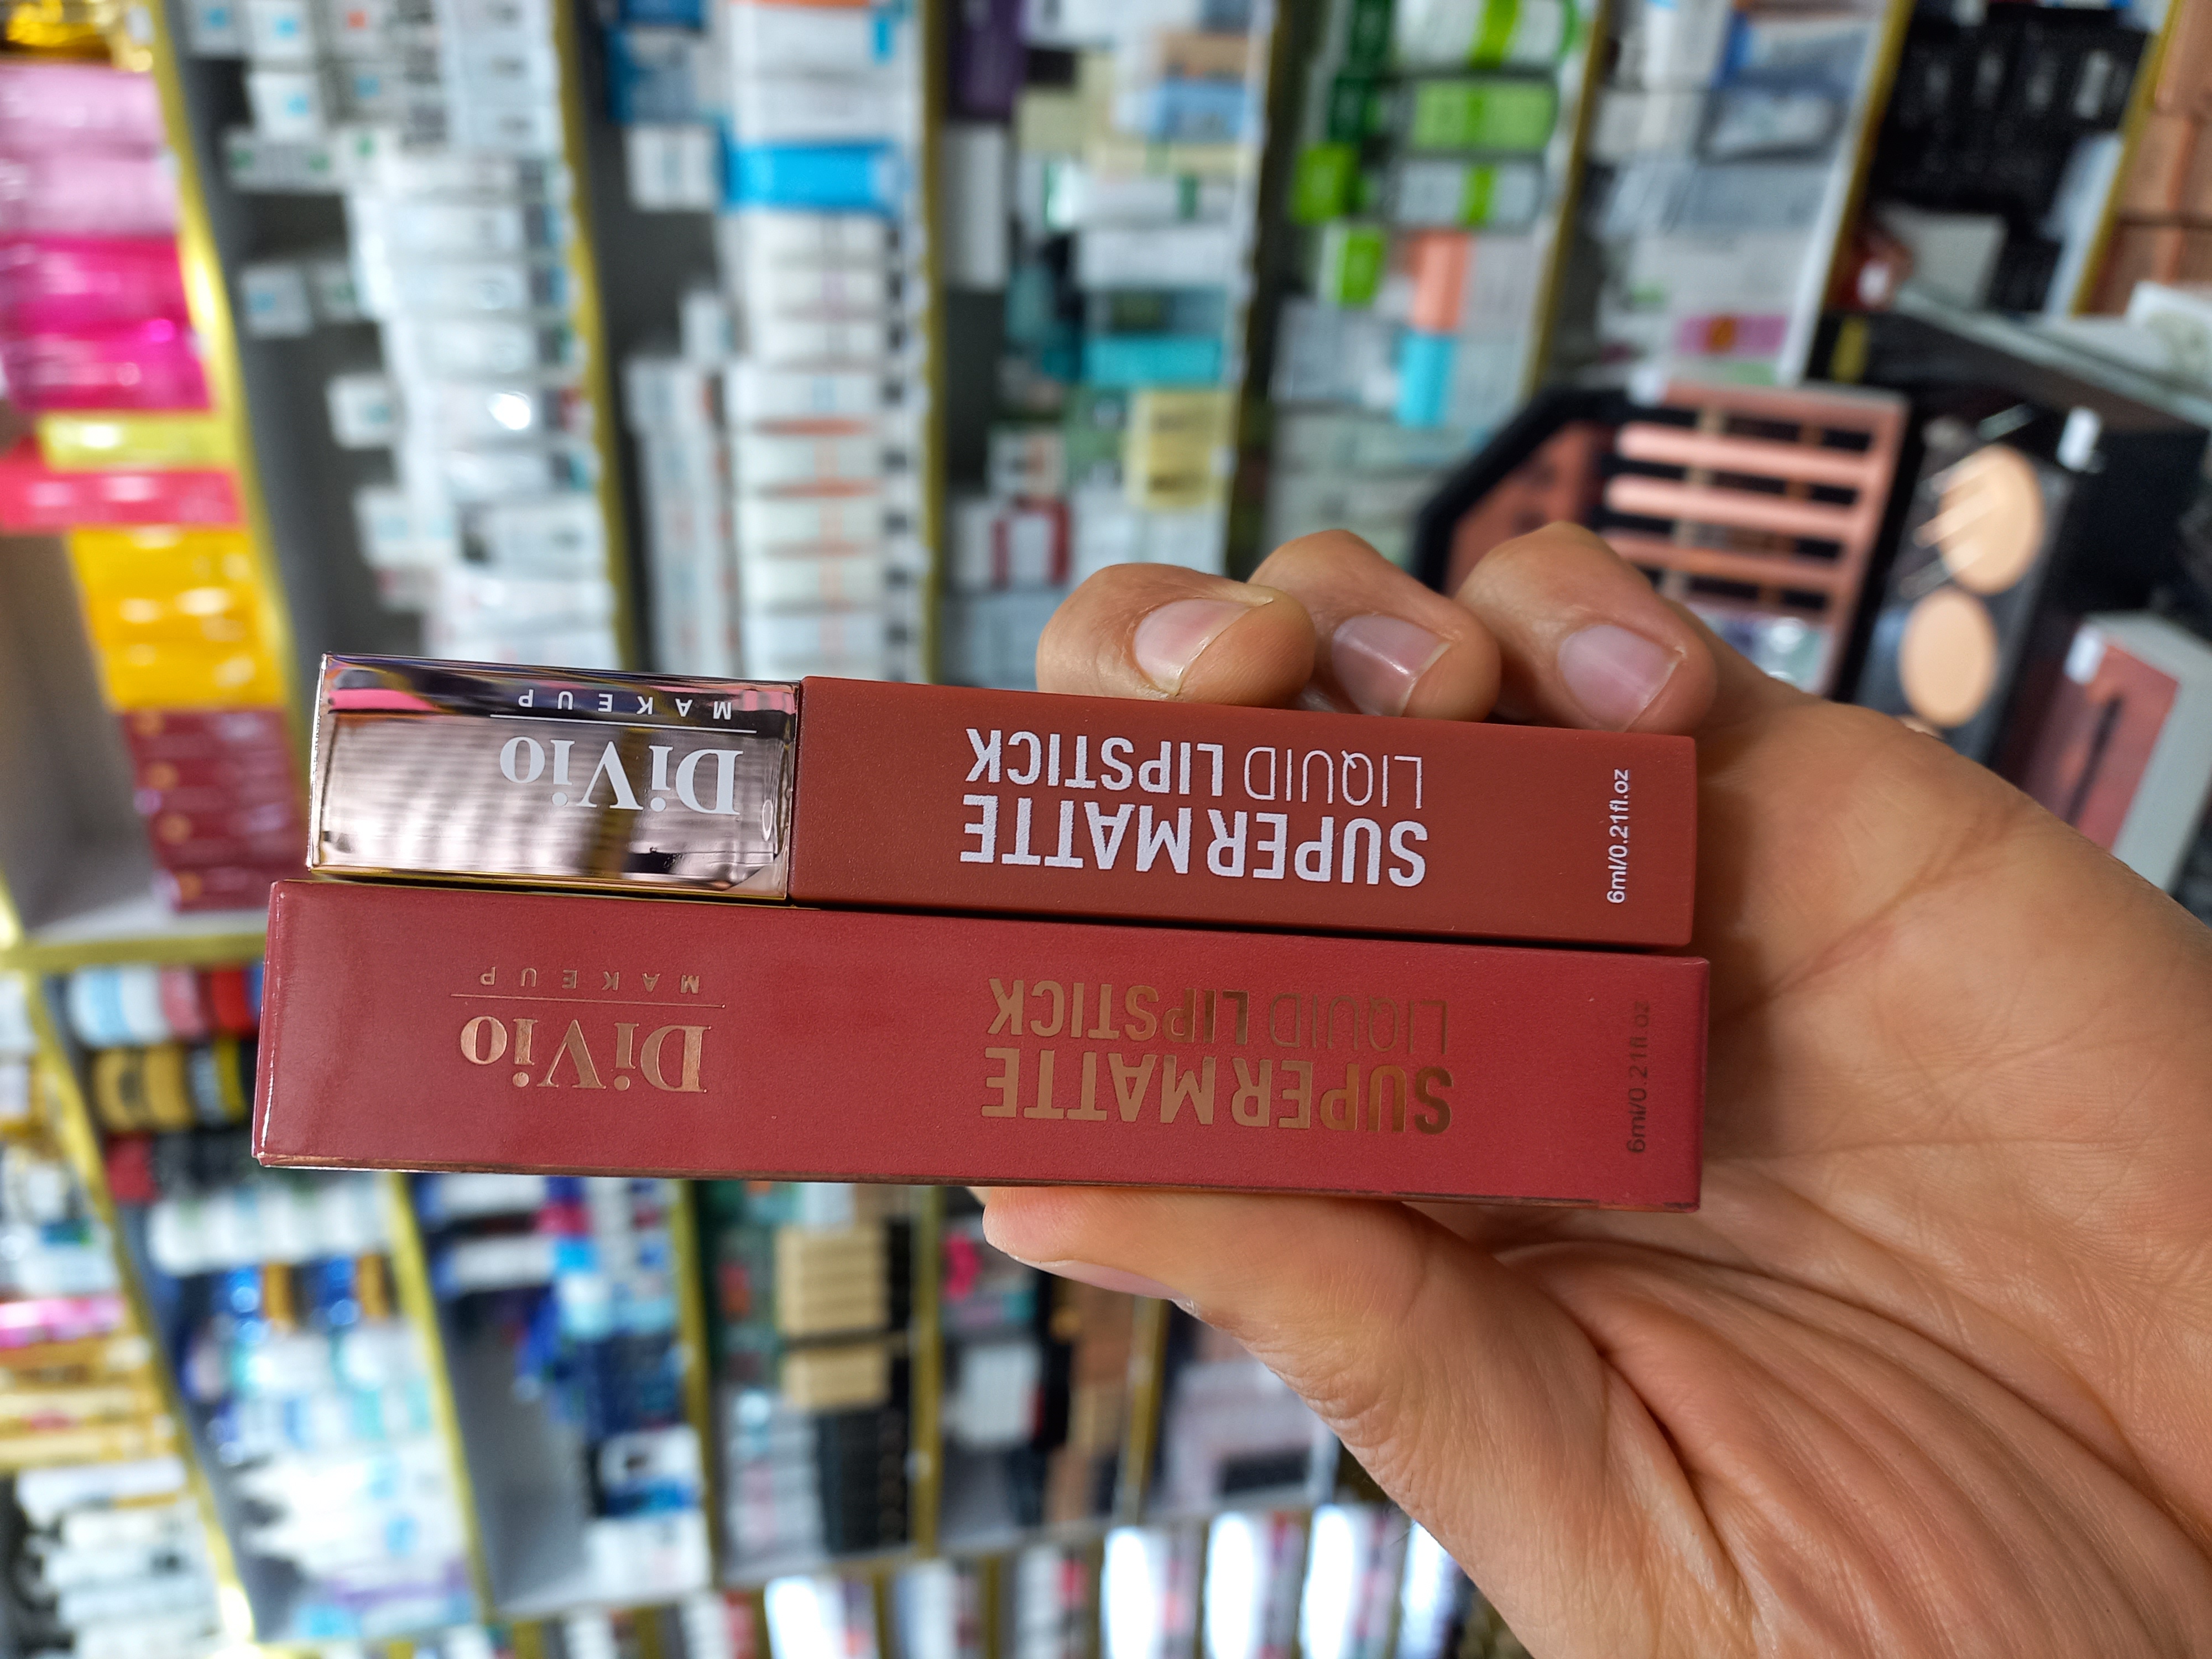 DiVio
MAKEUP
SUPER MATTE
LIQUID LIPSTICK
6ml/0.21fl.oz
DiVio
MAKEUP
SUPER MATTE
LIQUID LIPSTICK
6ml/0.21fl.oz